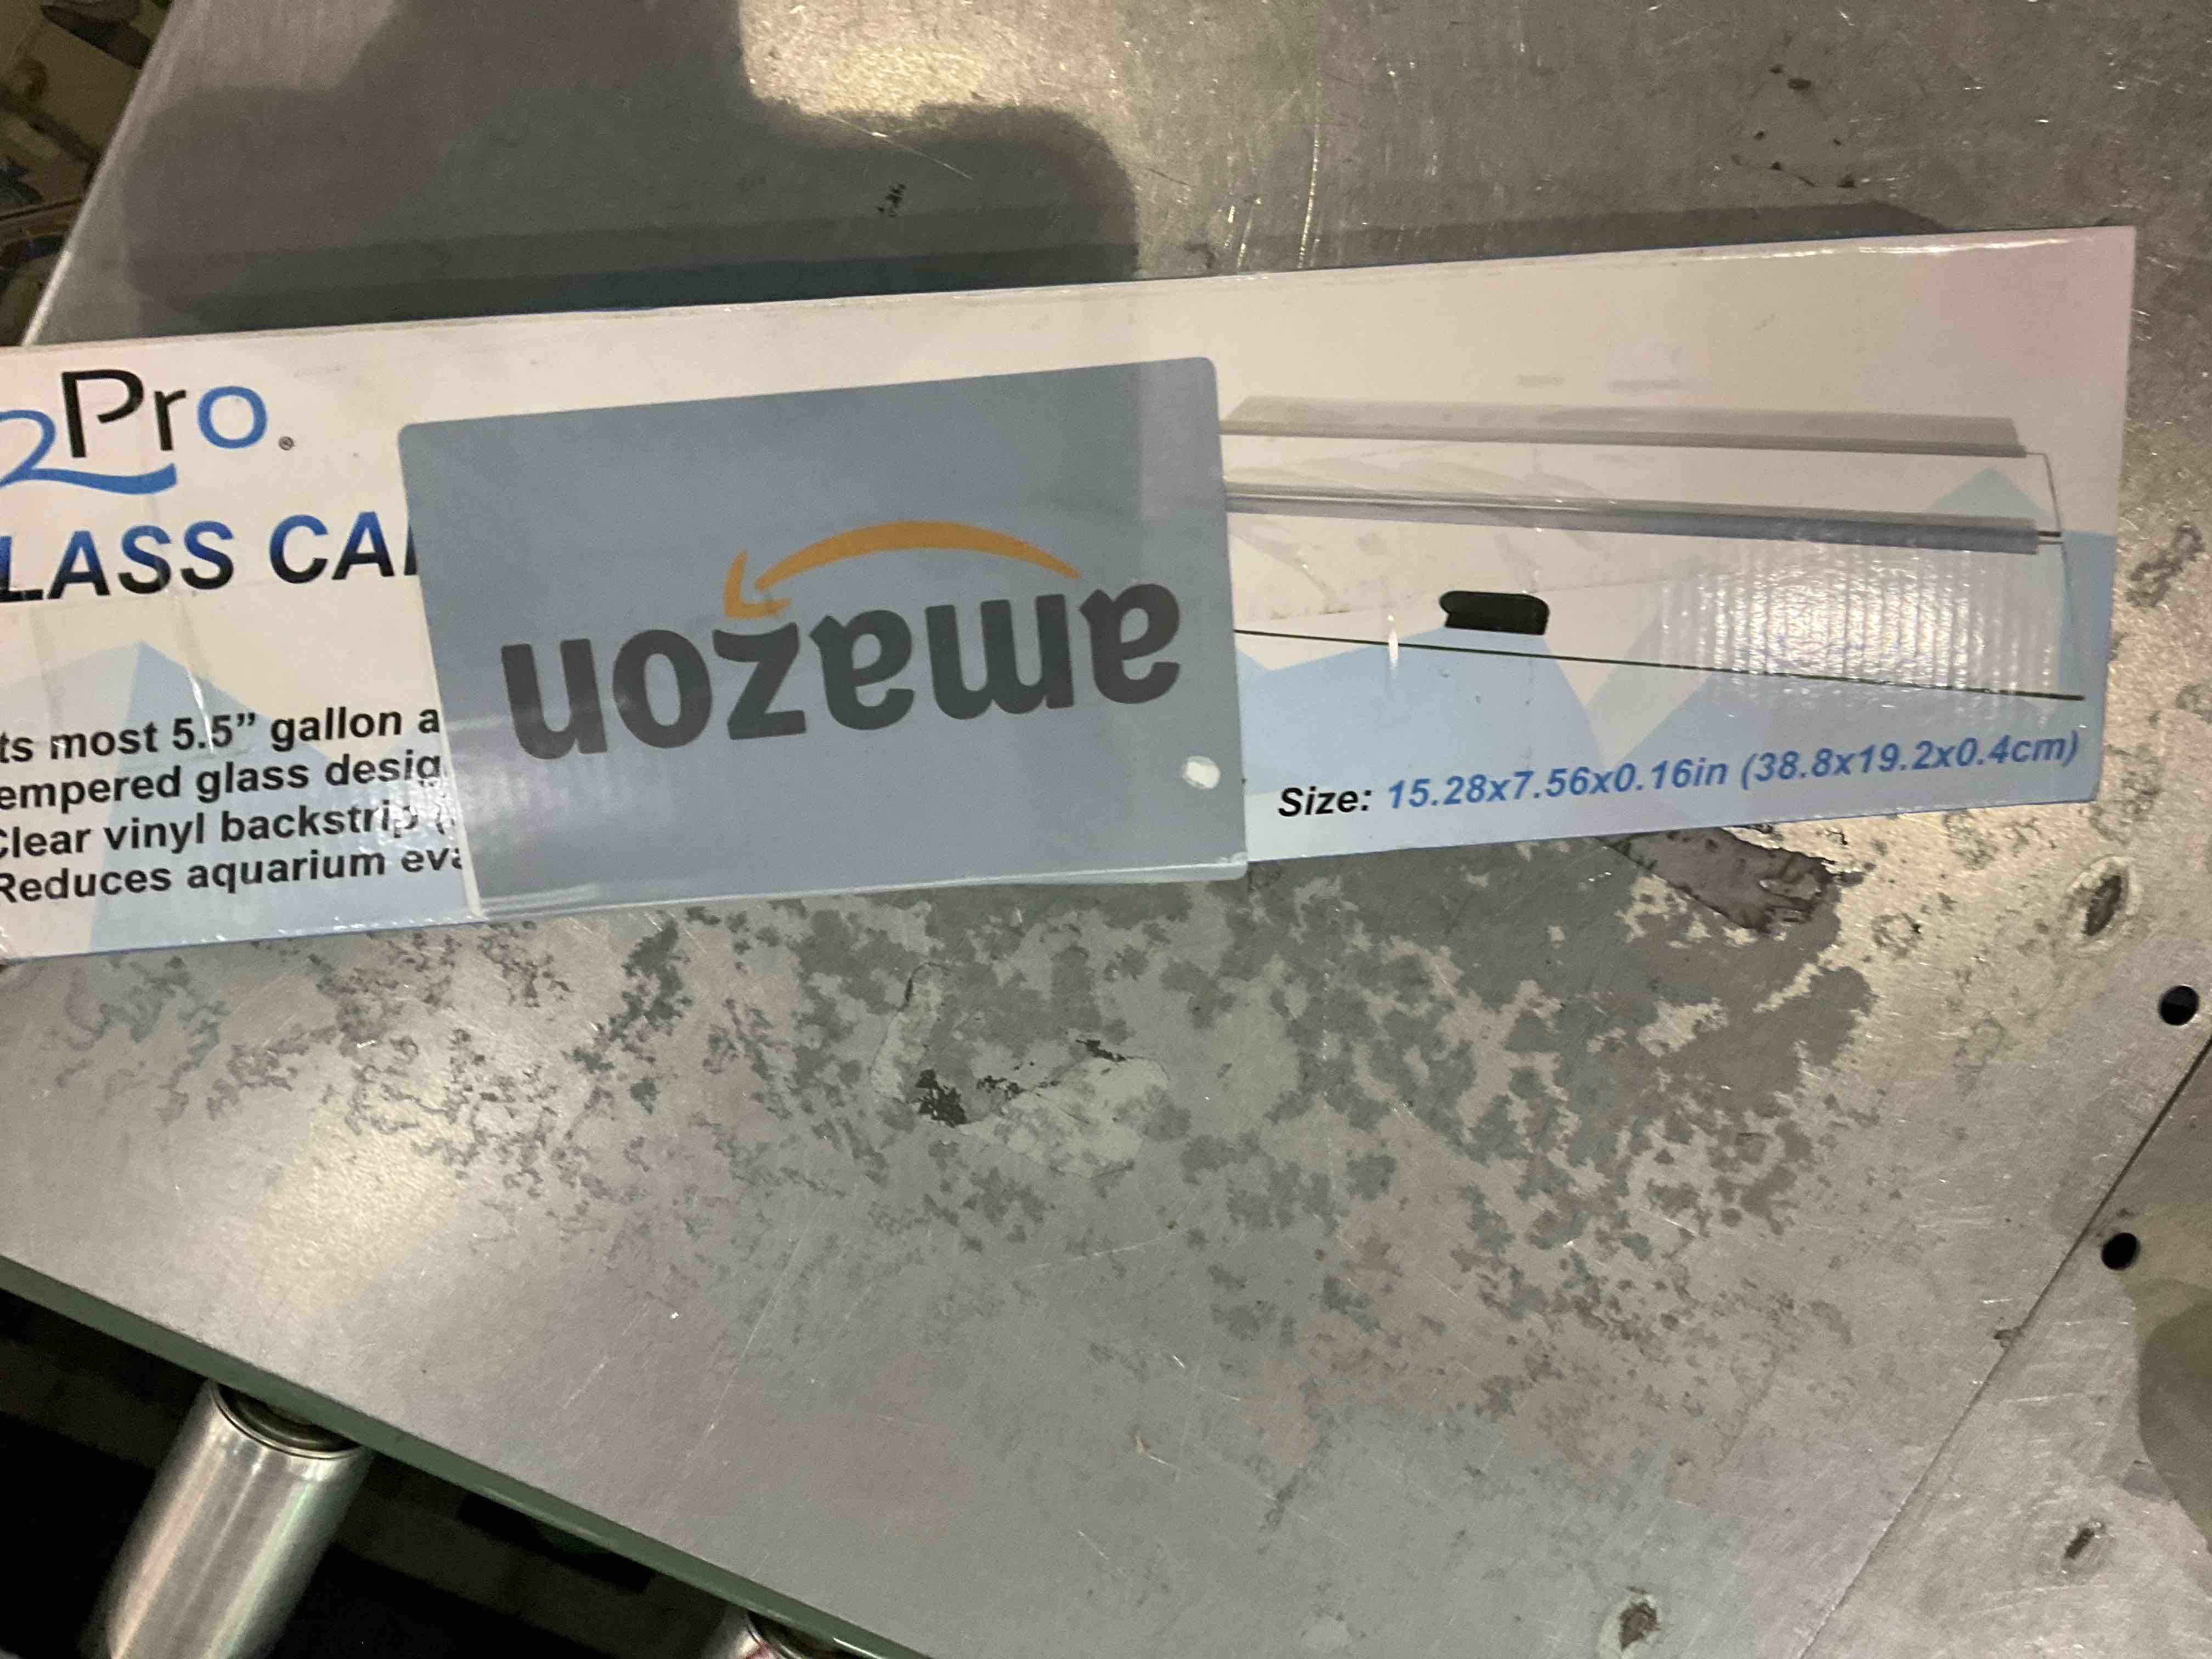 2Pro.®
LASS CA
ts most 5.5” gallon a
empered glass desig
Clear vinyl backstrip (
Reduces aquarium eva
amazon
Size: 15.28x7.56x0.16in (38.8x19.2x0.4cm)